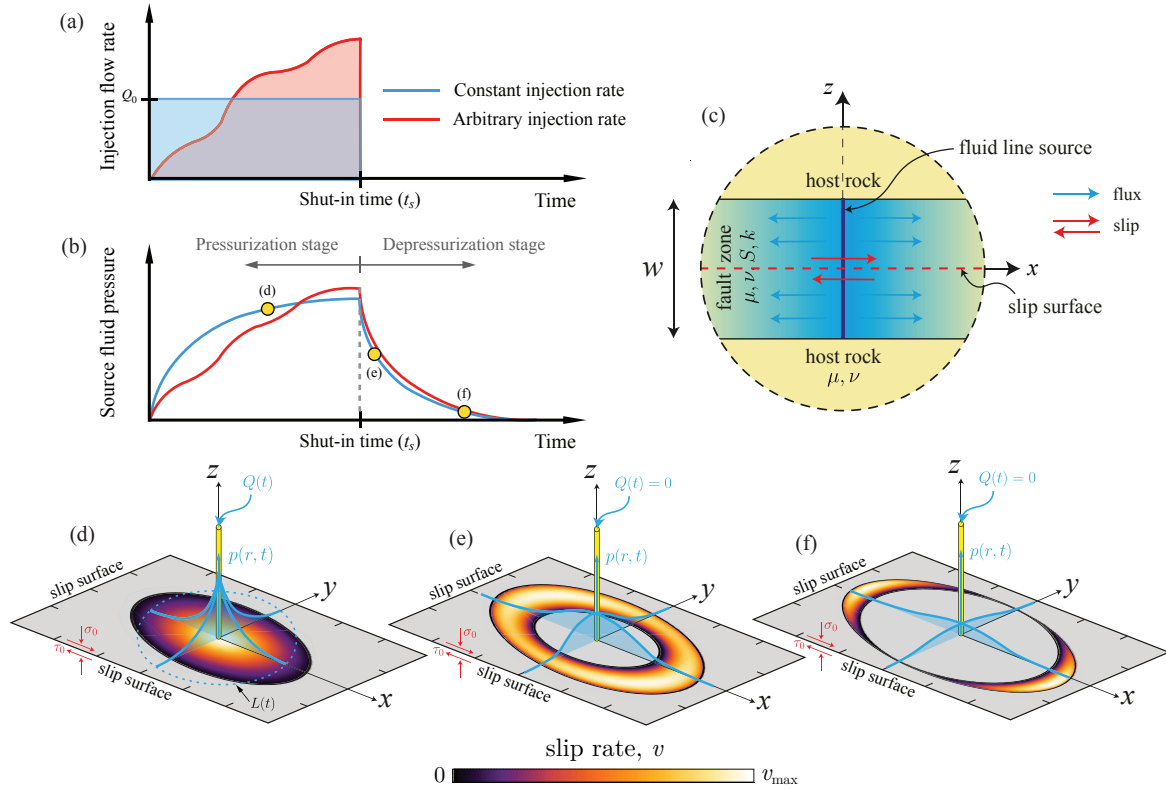 (a)
Injection flow rate
Q₀
Constant injection rate
Arbitrary injection rate
Shut-in time (tₛ)
Time
(b)
Source fluid pressure
Pressurization stage
Depressurization stage
(d)
(e)
(f)
Shut-in time (tₛ)
Time
(c)
z
fluid line source
host rock
flux
slip
w
fault zone
μ, ν, S, k
x
slip surface
host rock
μ, ν
(d)
z
Q(t)
p(r, t)
slip surface
y
σ₀
τ₀
slip surface
L(t)
x
(e)
z
Q(t) = 0
p(r, t)
slip surface
y
σ₀
τ₀
slip surface
x
(f)
z
Q(t) = 0
p(r, t)
slip surface
y
σ₀
τ₀
slip surface
x
slip rate, v
0
vmax